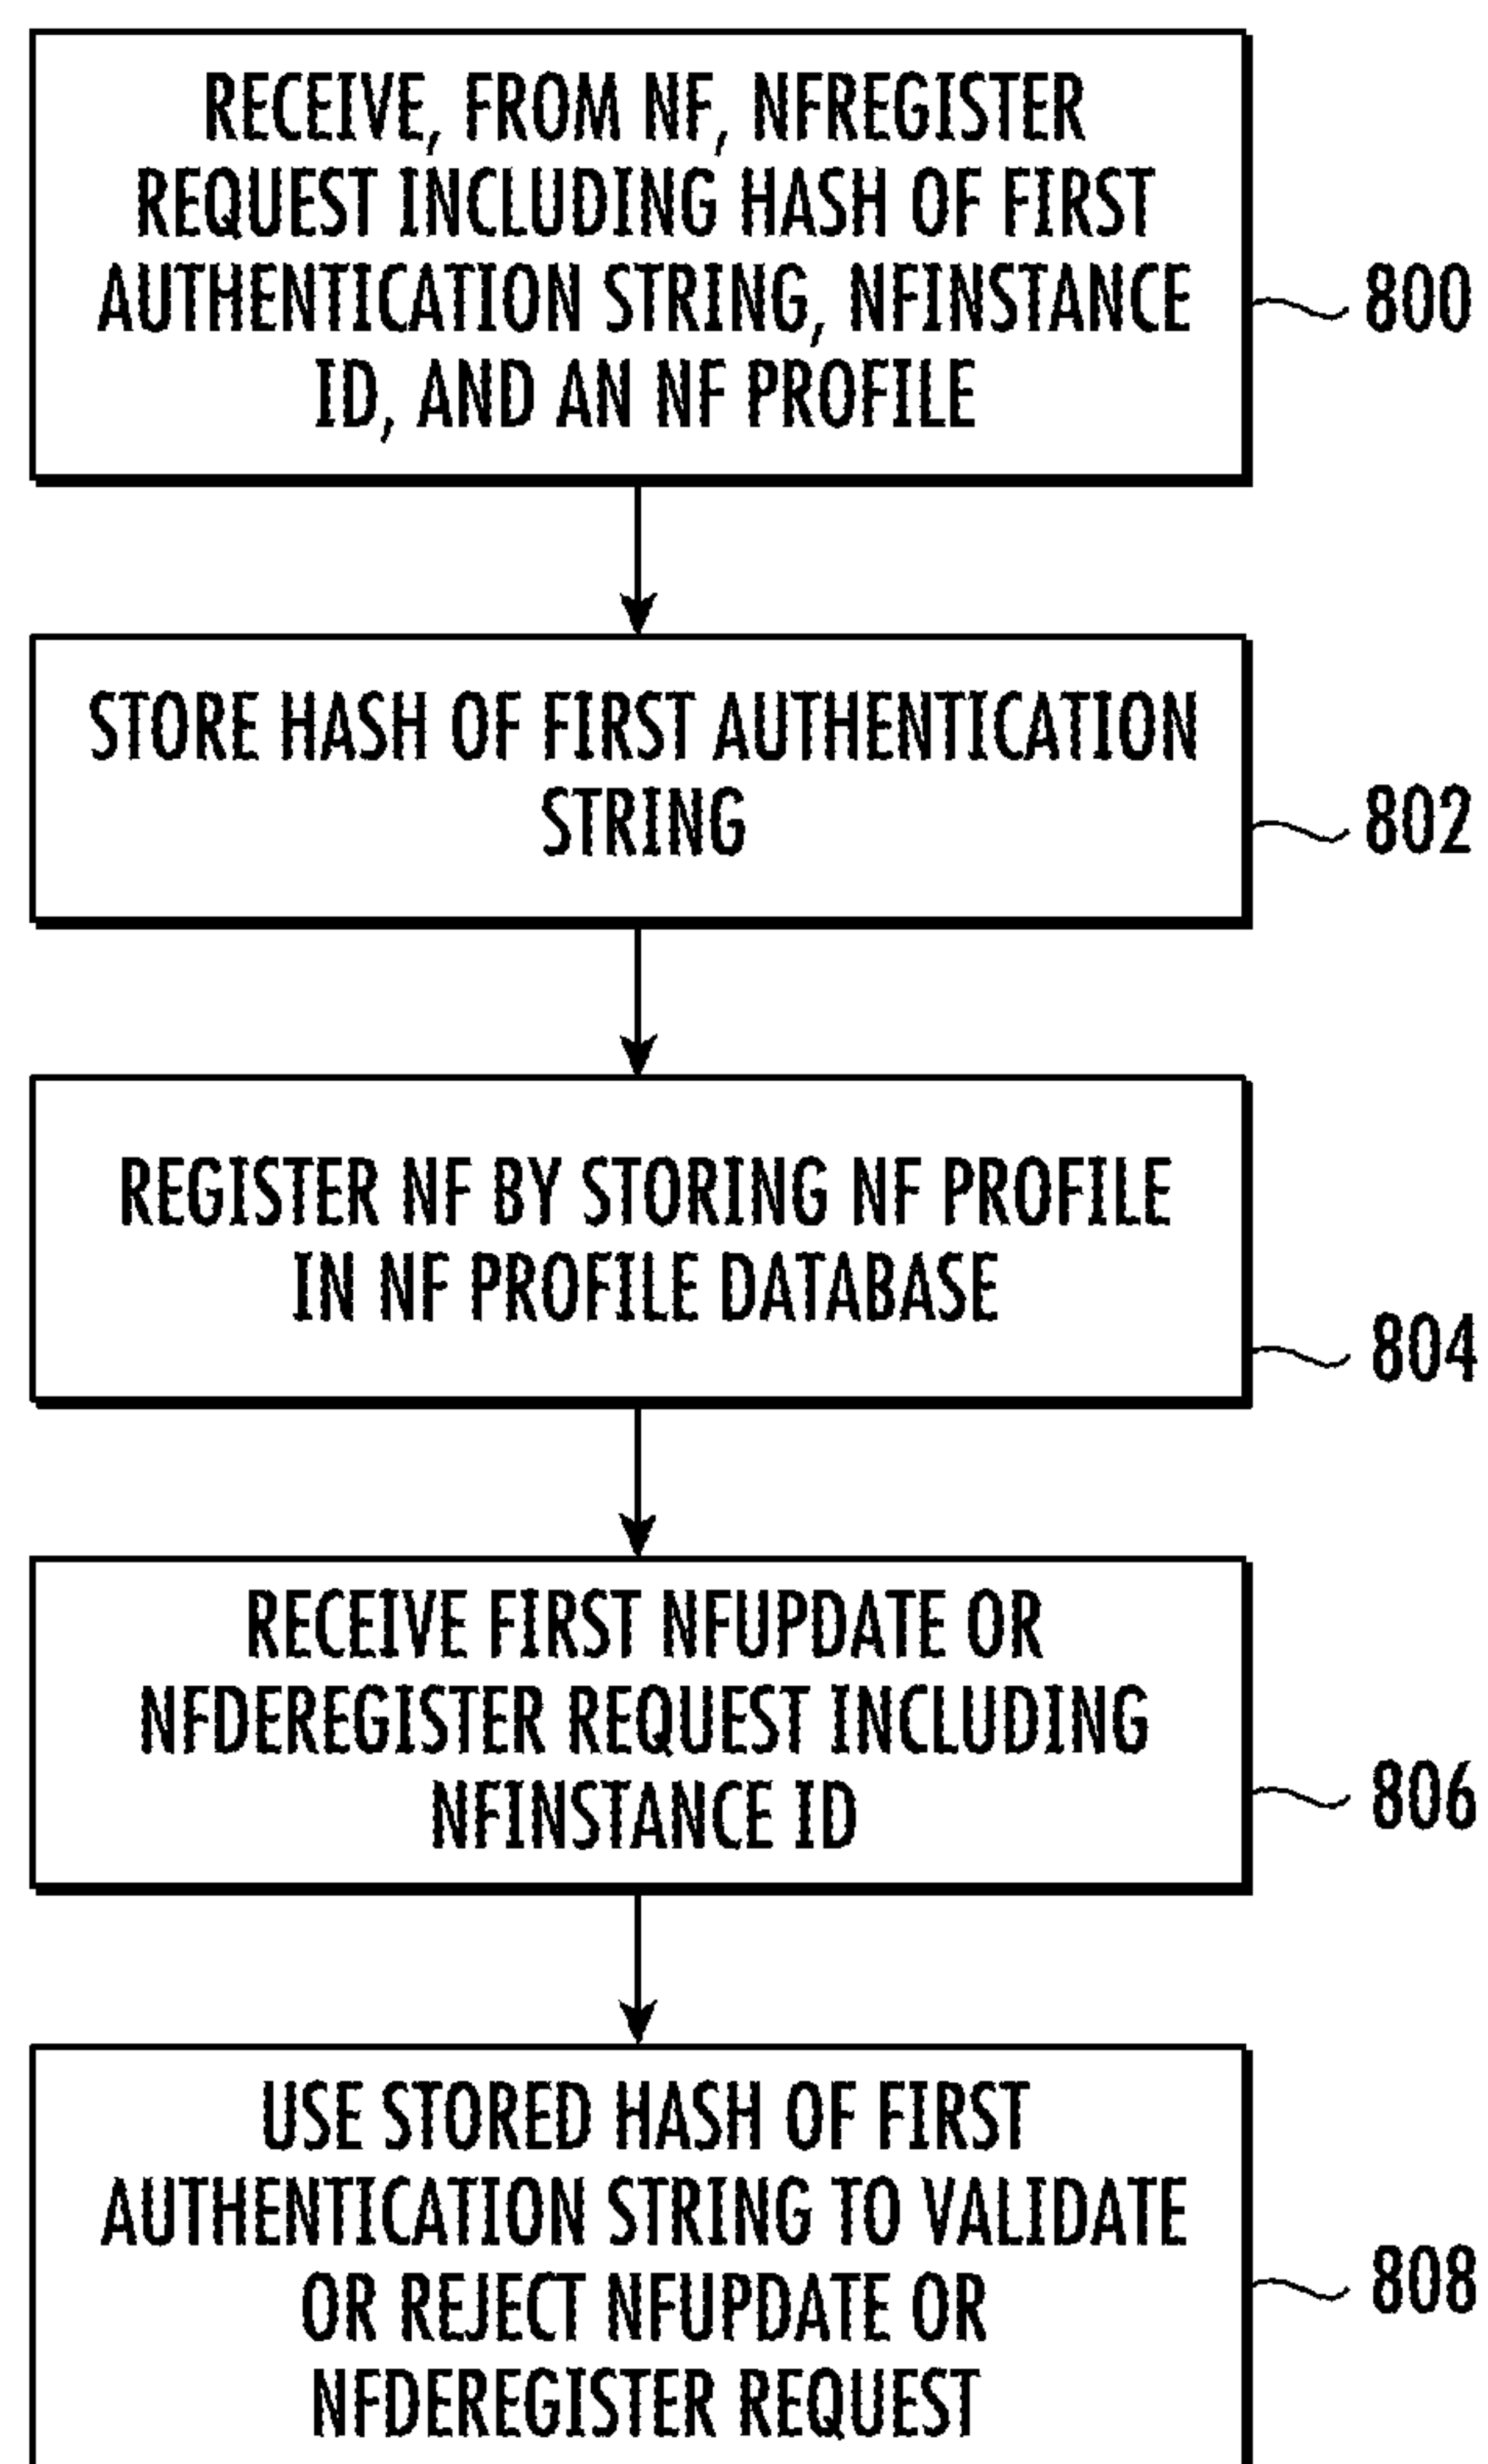 RECEIVE, FROM NF, NFREGISTER
REQUEST INCLUDING HASH OF FIRST
AUTHENTICATION STRING, NFINSTANCE
ID, AND AN NF PROFILE
800
STORE HASH OF FIRST AUTHENTICATION
STRING
802
REGISTER NF BY STORING NF PROFILE
IN NF PROFILE DATABASE
804
RECEIVE FIRST NFUPDATE OR
NFDEREGISTER REQUEST INCLUDING
NFINSTANCE ID
806
USE STORED HASH OF FIRST
AUTHENTICATION STRING TO VALIDATE
OR REJECT NFUPDATE OR
NFDEREGISTER REQUEST
808